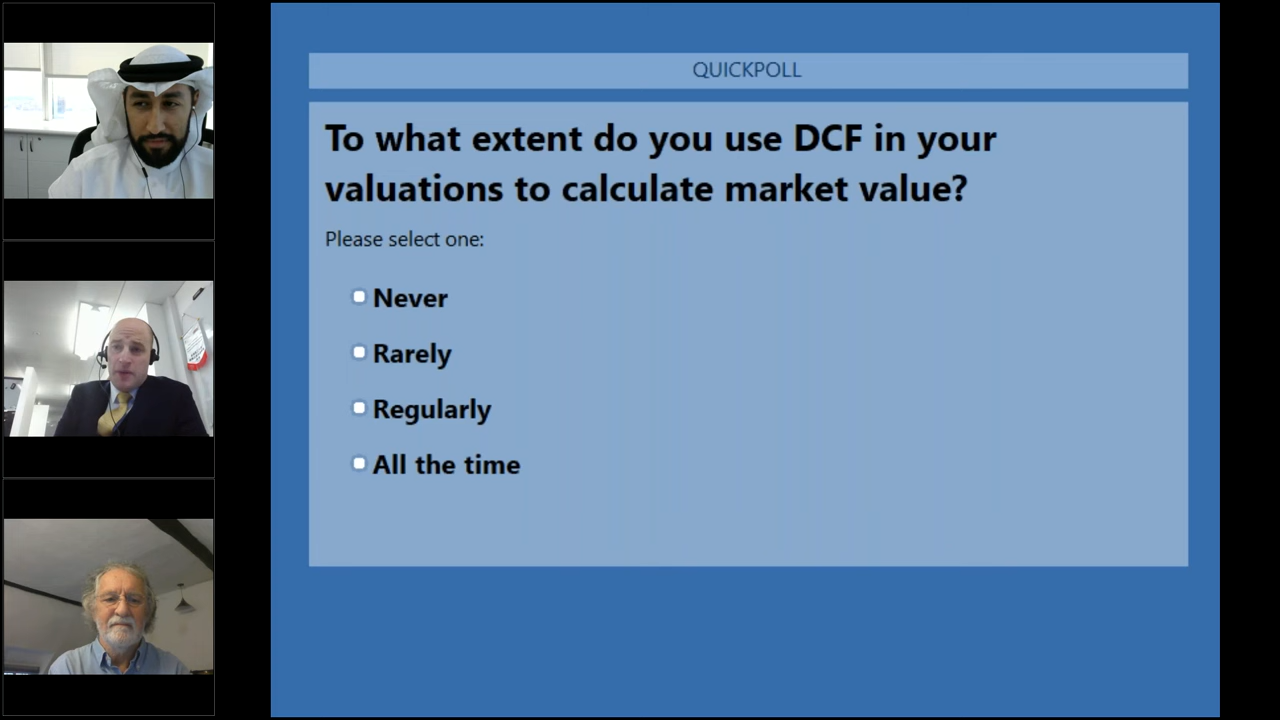 QUICKPOLL
To what extent do you use DCF in your
valuations to calculate market value?
Please select one:
Never
Rarely
Regularly
All the time